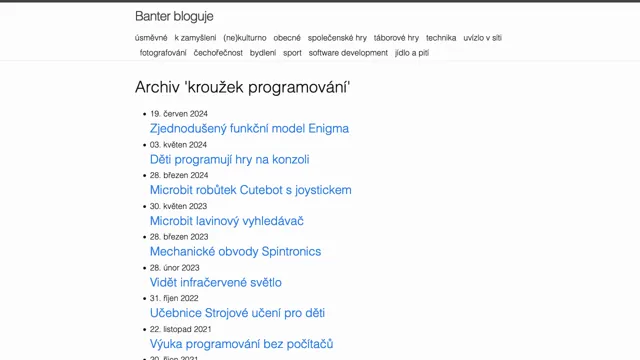 Banter bloguje
úsměvné k zamyšlení (ne)kulturno obecné společenské hry táborové hry technika uvízlo v síti
fotografování čechořečnost bydlení sport software development jídlo a pití
Archiv 'kroužek programování'
19. červen 2024
Zjednodušený funkční model Enigma
03. květen 2024
Děti programují hry na konzoli
28. březen 2024
Microbit robůtek Cutebot s joystickem
30. květen 2023
Microbit lavinový vyhledávač
28. březen 2023
Mechanické obvody Spintronics
28. únor 2023
Vidět infračervené světlo
31. říjen 2022
Učebnice Strojové učení pro děti
22. listopad 2021
Výuka programování bez počítačů
20. říjen 2021